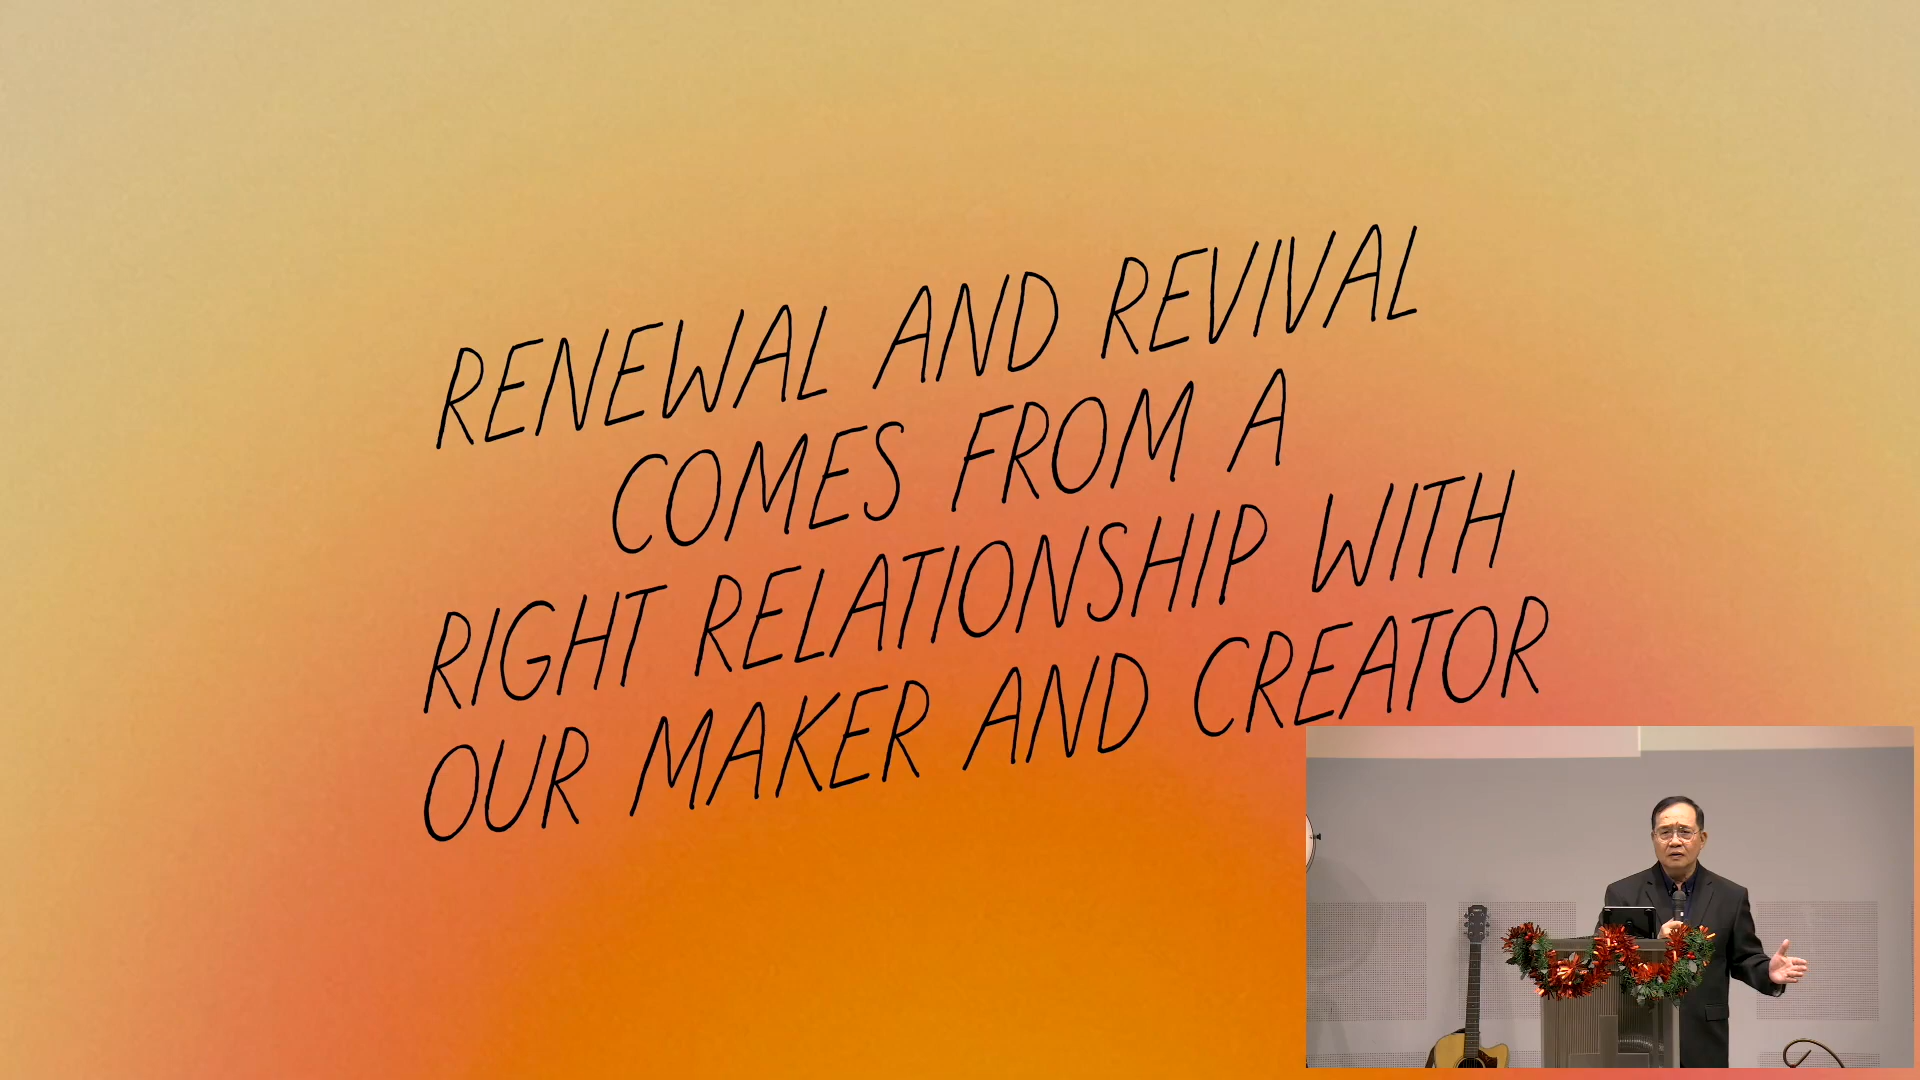 RENEWAL AND REVIVAL
COMES FROM A
RIGHT RELATIONSHIP WITH
OUR MAKER AND CREATOR